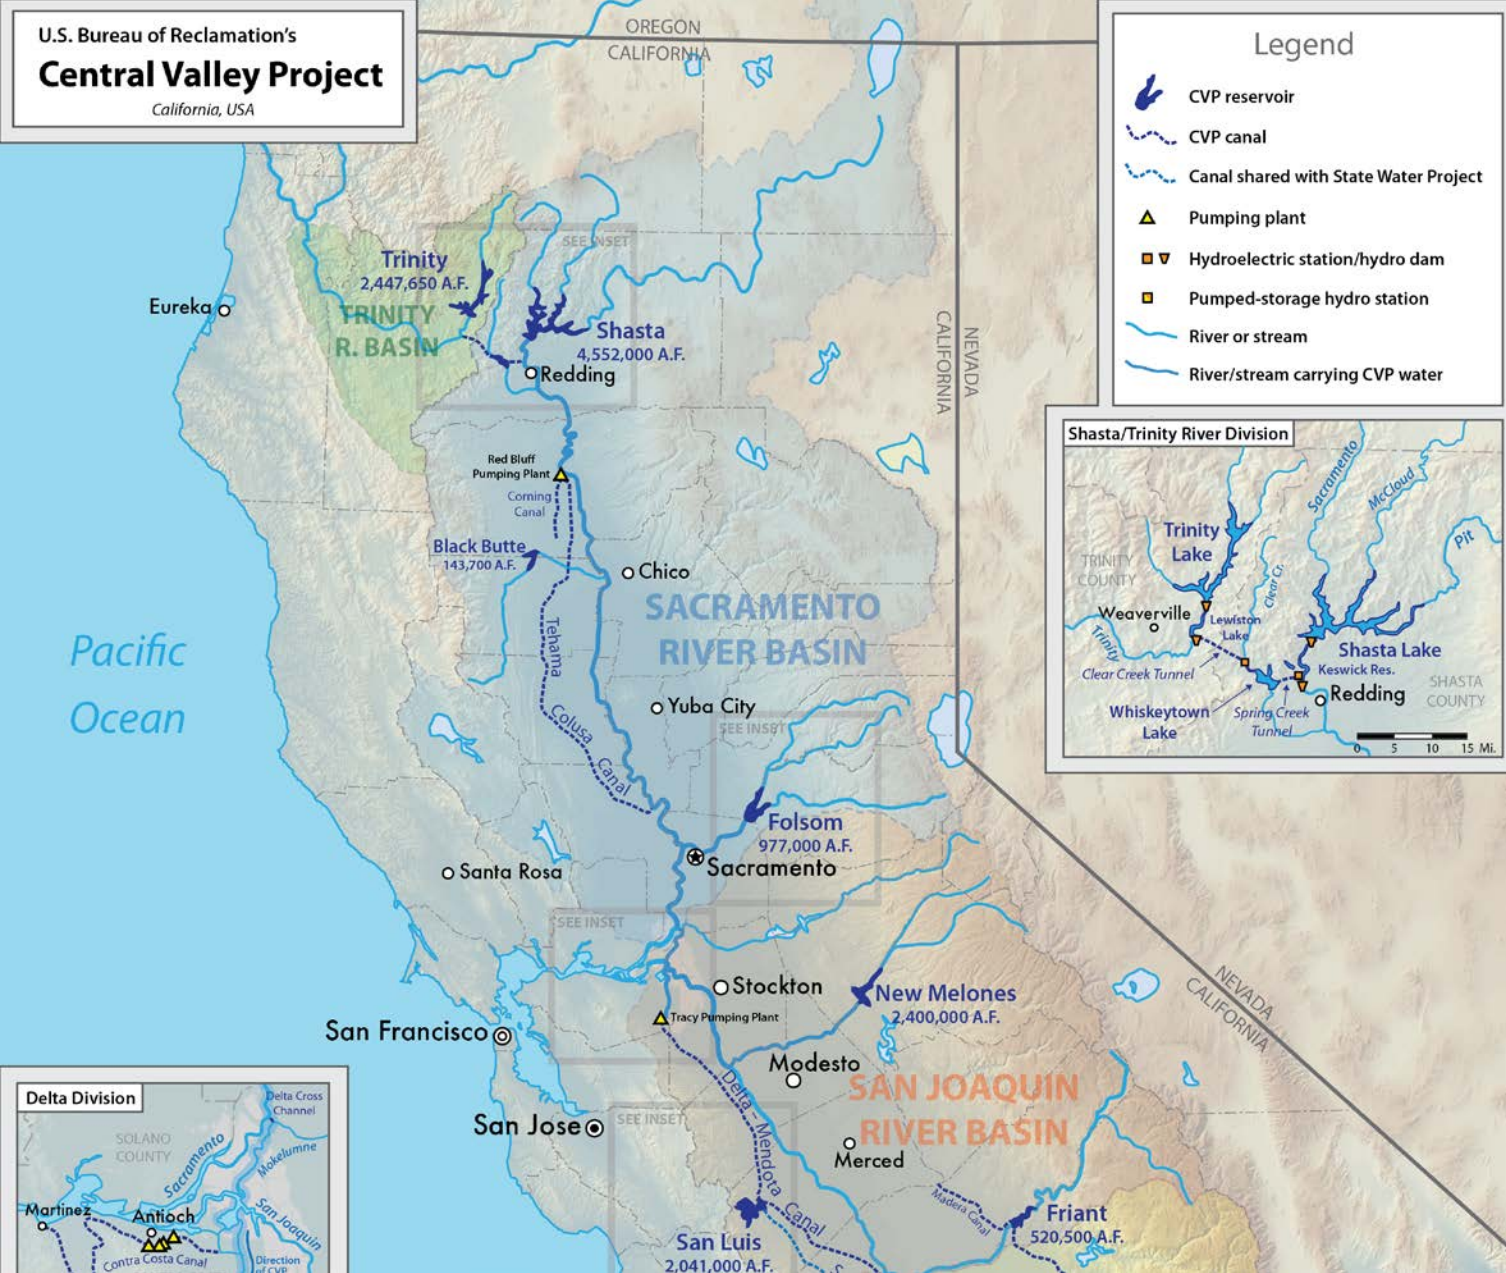 U.S. Bureau of Reclamation's
Central Valley Project
California, USA
OREGON
CALIFORNIA
Legend
CVP reservoir
CVP canal
Canal shared with State Water Project
Pumping plant
Hydroelectric station/hydro dam
Pumped-storage hydro station
River or stream
River/stream carrying CVP water
SEE INSET
Trinity
2,447,650 A.F.
TRINITY
R. BASIN
Eureka
Shasta
4,552,000 A.F.
Redding
CALIFORNIA
NEVADA
Shasta/Trinity River Division
Sacramento
McCloud
Pit
Trinity
Lake
TRINITY
COUNTY
Clear Cr.
Weaverville
Lewiston
Lake
Trinity
Shasta Lake
Clear Creek Tunnel
Keswick Res.
SHASTA
COUNTY
Redding
Whiskeytown
Lake
Spring Creek
Tunnel
0 5 10 15 Mi.
Red Bluff
Pumping Plant
Corning
Canal
Black Butte
143,700 A.F.
Chico
SACRAMENTO
RIVER BASIN
Tehama
Colusa
Canal
Pacific
Ocean
Yuba City
SEE INSET
Folsom
977,000 A.F.
Sacramento
Santa Rosa
SEE INSET
Stockton
New Melones
2,400,000 A.F.
NEVADA
CALIFORNIA
Tracy Pumping Plant
San Francisco
Modesto
SAN JOAQUIN
RIVER BASIN
Delta - Mendota Canal
San Jose
SEE INSET
Merced
Madera Canal
Friant
520,500 A.F.
San Luis
2,041,000 A.F.
Delta Division
Delta Cross
Channel
SOLANO
COUNTY
Sacramento
Mokelumne
Martinez
Antioch
San Joaquin
Contra Costa Canal
Direction
of CVP